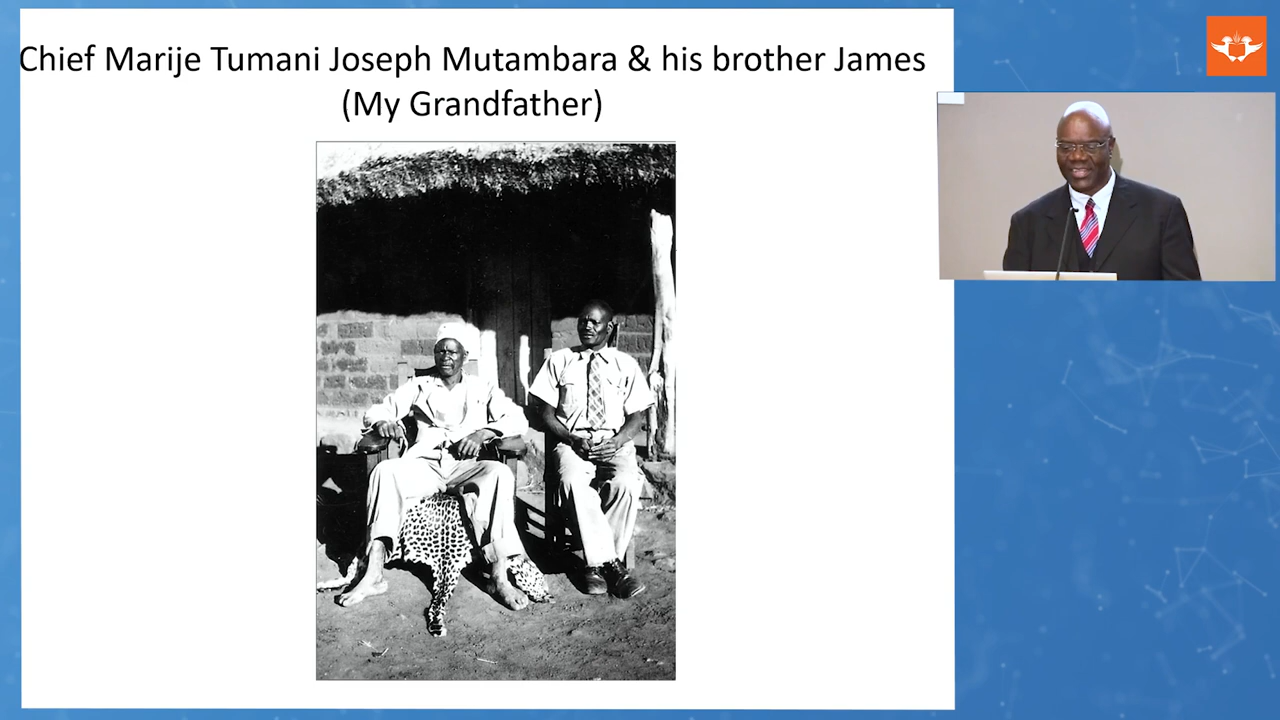 Chief Marije Tumani Joseph Mutambara & his brother James
(My Grandfather)